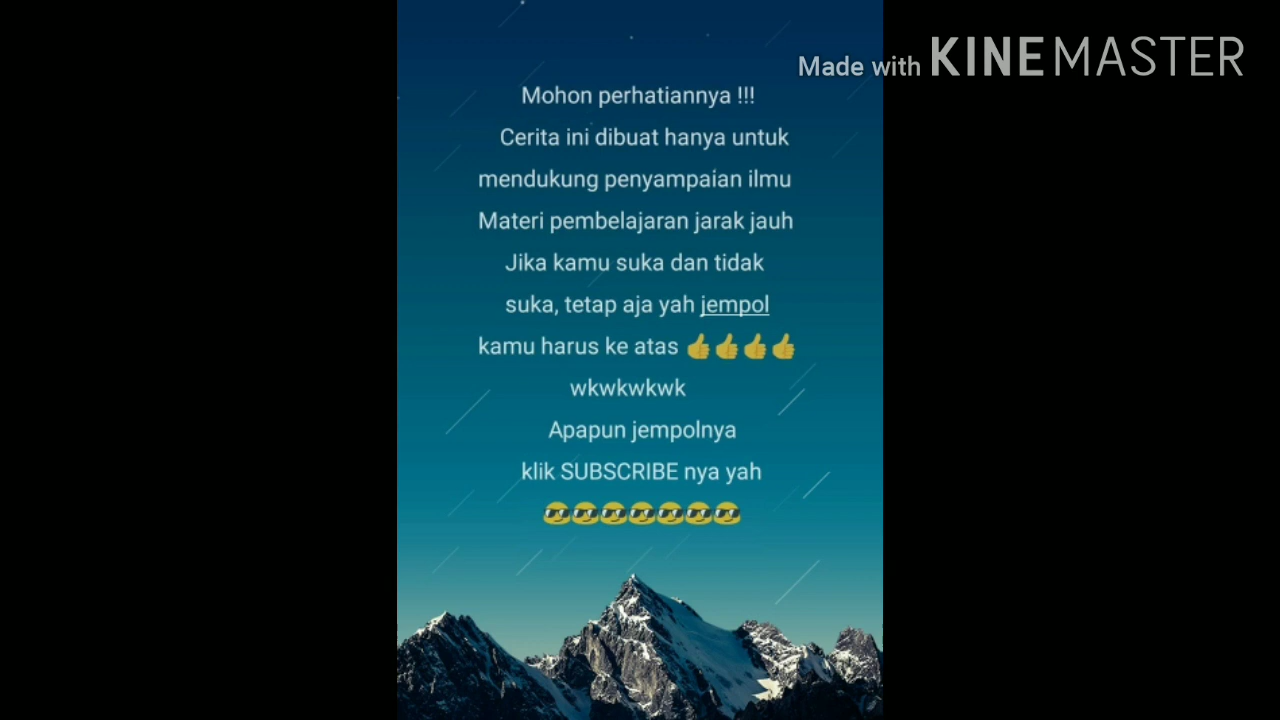 Made with KINEMASTER
Mohon perhatiannya !!!
Cerita ini dibuat hanya untuk
mendukung penyampaian ilmu
Materi pembelajaran jarak jauh
Jika kamu suka dan tidak
suka, tetap aja yah jempol
kamu harus ke atas 👍👍👍👍
wkwkwkwk
Apapun jempolnya
klik SUBSCRIBE nya yah
😎😎😎😎😎😎😎